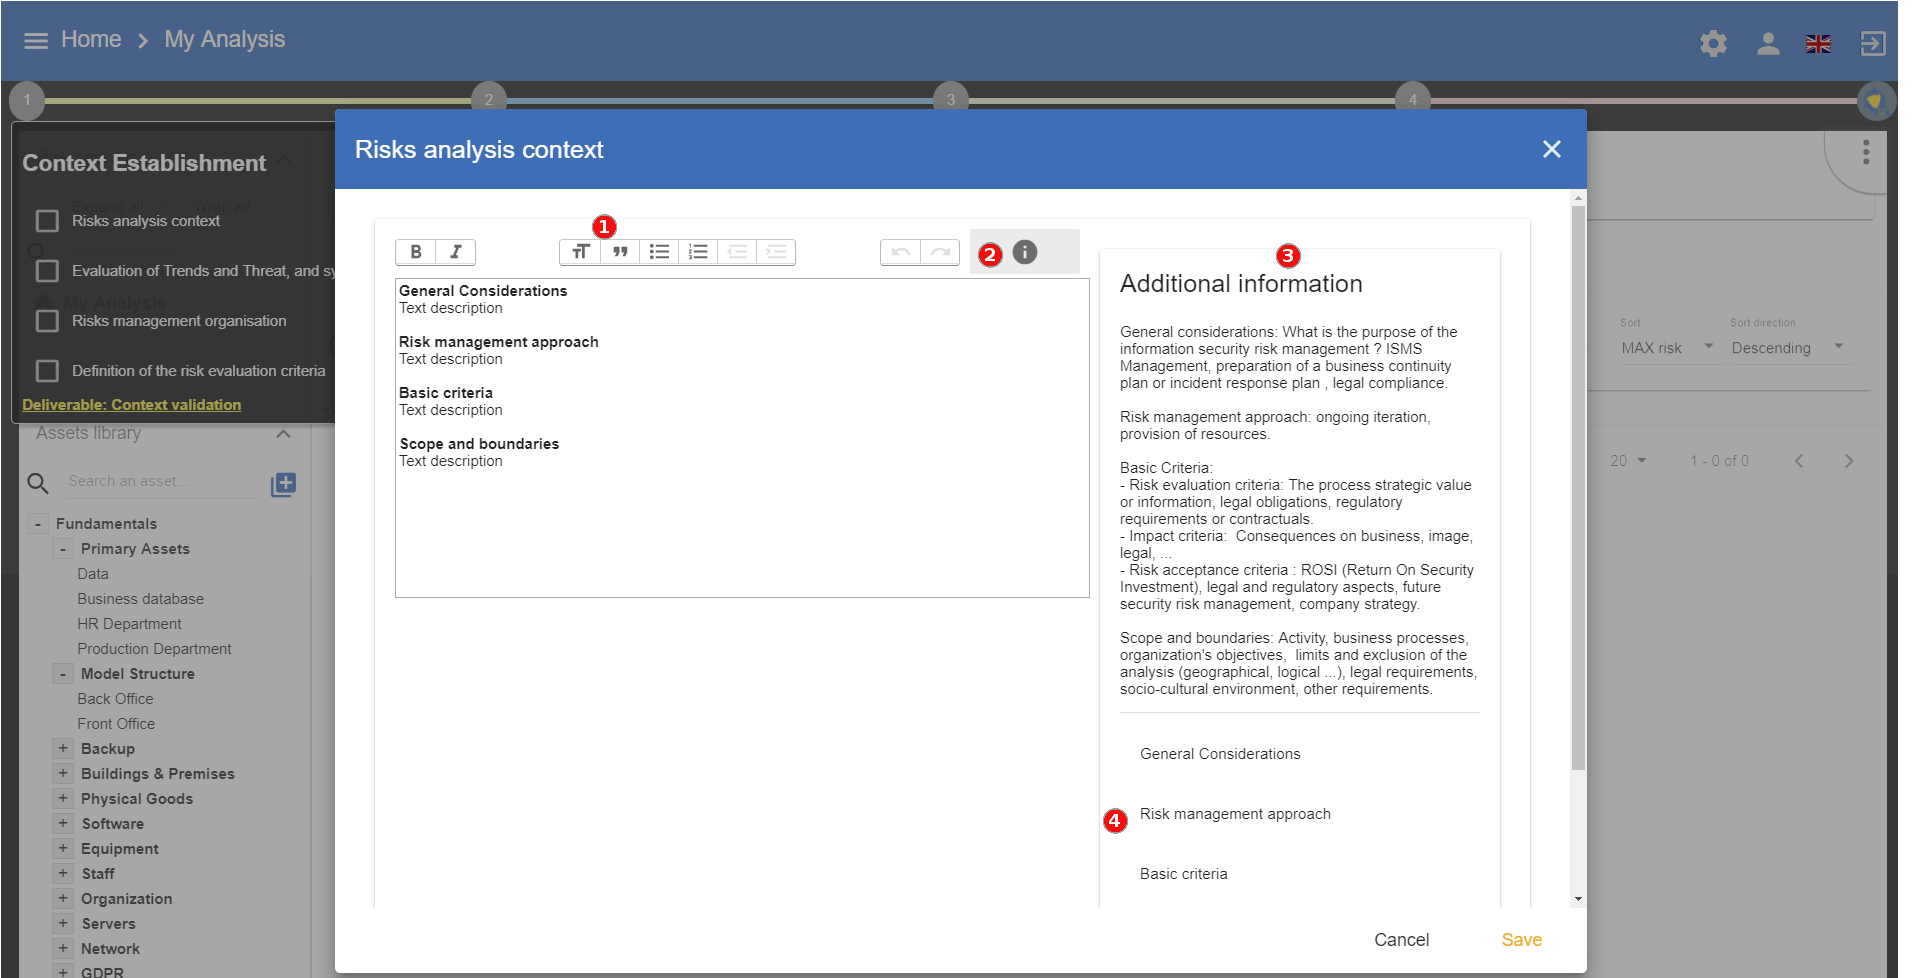 Home > My Analysis
1
2
3
4
Context Establishment
Expand all
Wrap all
Risks analysis context
Evaluation of Trends and Threat, and sy
My Analysis
Risks management organisation
Definition of the risk evaluation criteria
Deliverable: Context validation
Assets library
Search an asset...
- Fundamentals
- Primary Assets
Data
Business database
HR Department
Production Department
- Model Structure
Back Office
Front Office
+ Backup
+ Buildings & Premises
+ Physical Goods
+ Software
+ Equipment
+ Staff
+ Organization
+ Servers
+ Network
+ GDPR
Risks analysis context
1
B I
2
General Considerations
Text description
Risk management approach
Text description
Basic criteria
Text description
Scope and boundaries
Text description
3
Additional information
General considerations: What is the purpose of the
information security risk management ? ISMS
Management, preparation of a business continuity
plan or incident response plan , legal compliance.
Risk management approach: ongoing iteration,
provision of resources.
Basic Criteria:
- Risk evaluation criteria: The process strategic value
or information, legal obligations, regulatory
requirements or contractuals.
- Impact criteria:  Consequences on business, image,
legal, ...
- Risk acceptance criteria : ROSI (Return On Security
Investment), legal and regulatory aspects, future
security risk management, company strategy.
Scope and boundaries: Activity, business processes,
organization's objectives,  limits and exclusion of the
analysis (geographical, logical ...), legal requirements,
socio-cultural environment, other requirements.
General Considerations
4
Risk management approach
Basic criteria
Cancel
Save
Sort
MAX risk
Sort direction
Descending
20
1 - 0 of 0